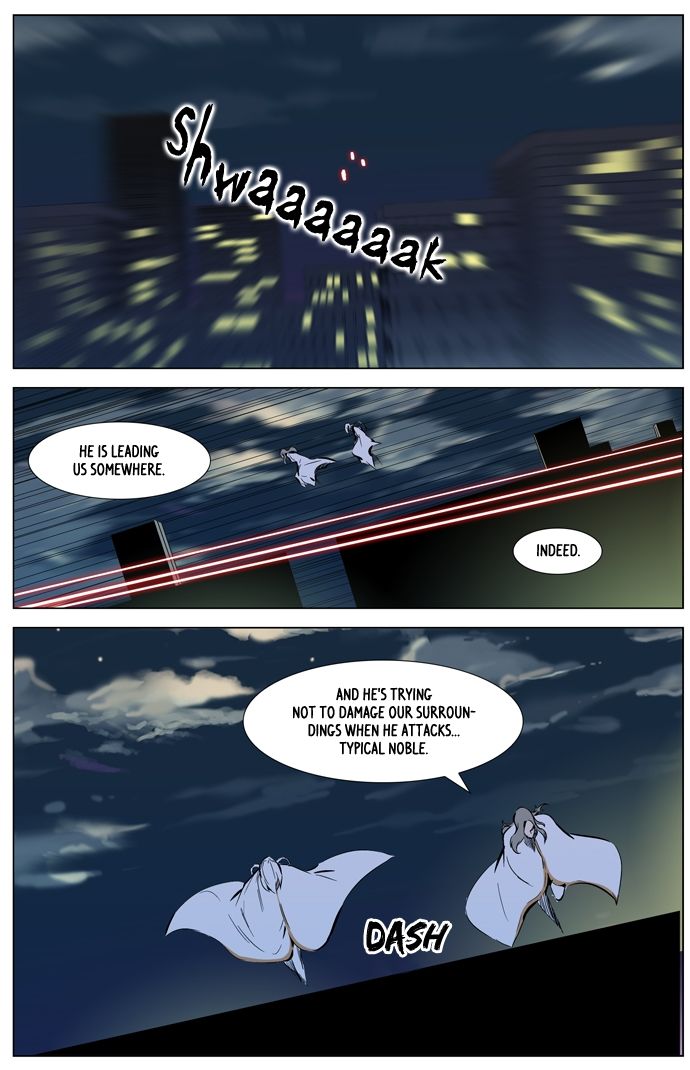 Shwaaaaaak
HE IS LEADING
US SOMEWHERE.
INDEED.
AND HE'S TRYING
NOT TO DAMAGE OUR SURROUN-
DINGS WHEN HE ATTACKS...
TYPICAL NOBLE.
DASH